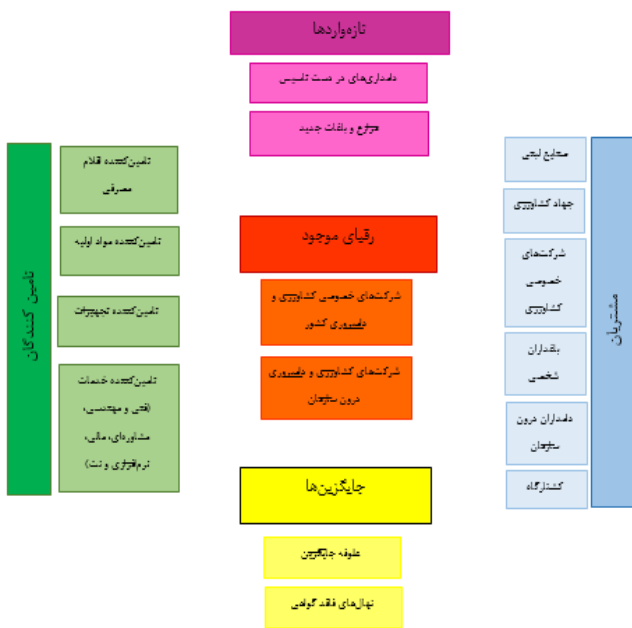 تازه‌واردها
دامداری‌های در دست تاسیس
مزارع و باغات جدید
مشتریان
صنایع لبنی
جهاد کشاورزی
شرکت‌های
خصوصی
کشاورزی
باغداران
شخصی
دامداران درون
سازمان
کشتارگاه
رقبای موجود
شرکت‌های خصوصی کشاورزی و
دامپروری کشور
شرکت‌های کشاورزی و دامپروری
درون سازمان
تامین کنندگان
تامین‌کننده اقلام
مصرفی
تامین‌کننده مواد اولیه
تامین‌کننده تجهیزات
تامین‌کننده خدمات
(فنی و مهندسی،
مشاوره‌ای، مالی،
نرم‌افزاری و نت)
جایگزین‌ها
علوفه جایگزین
نهال‌های فاقد گواهی